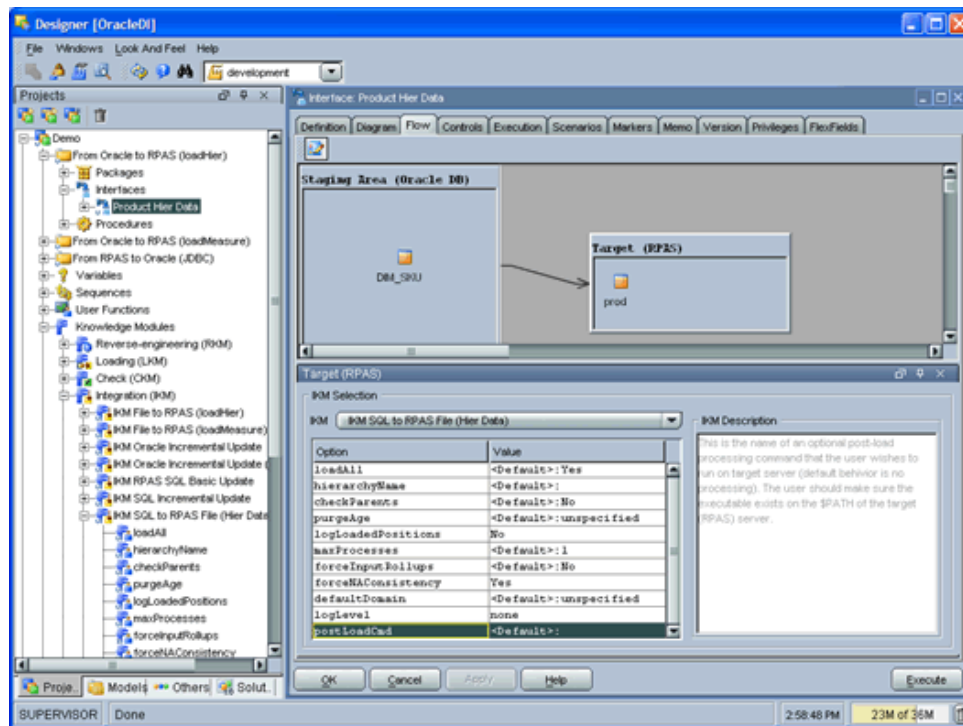 Designer [OracleDI]
File Windows Look And Feel Help
development
Projects
Demo
From Oracle to RPAS (loadHier)
Packages
Interfaces
Product Hier Data
Procedures
From Oracle to RPAS (loadMeasure)
From RPAS to Oracle (JDBC)
Variables
Sequences
User Functions
Knowledge Modules
Reverse-engineering (RKM)
Loading (LKM)
Check (CKM)
Integration (IKM)
IKM File to RPAS (loadHier)
IKM File to RPAS (loadMeasure)
IKM Oracle Incremental Update
IKM Oracle Incremental Update (
IKM RPAS SQL Basic Update
IKM SQL Incremental Update
IKM SQL to RPAS File (Hier Data
loadAll
hierarchyName
checkParents
purgeAge
logLoadedPositions
maxProcesses
forceInputRollups
forceNAConsistency
Proje.. Models Others Solut..
Interface: Product Hier Data
Definition Diagram Flow Controls Execution Scenarios Markers Memo Version Privileges FlexFields
Staging Area (Oracle DB)
DIM_SKU
Target (RPAS)
prod
Target (RPAS)
IKM Selection
IKM IKM SQL to RPAS File (Hier Data)
Option Value
loadAll <Default>:Yes
hierarchyName <Default>:
checkParents <Default>:No
purgeAge <Default>:unspecified
logLoadedPositions No
maxProcesses <Default>:1
forceInputRollups <Default>:No
forceNAConsistency Yes
defaultDomain <Default>:unspecified
logLevel none
postLoadCmd <Default>:
IKM Description
This is the name of an optional post-load
processing command that the user wishes to
run on target server (default behivior is no
processing). The user should make sure the
executable exists on the $PATH of the target
(RPAS) server.
OK Cancel Apply Help Execute
SUPERVISOR Done 2:58:48 PM 23M of 36M